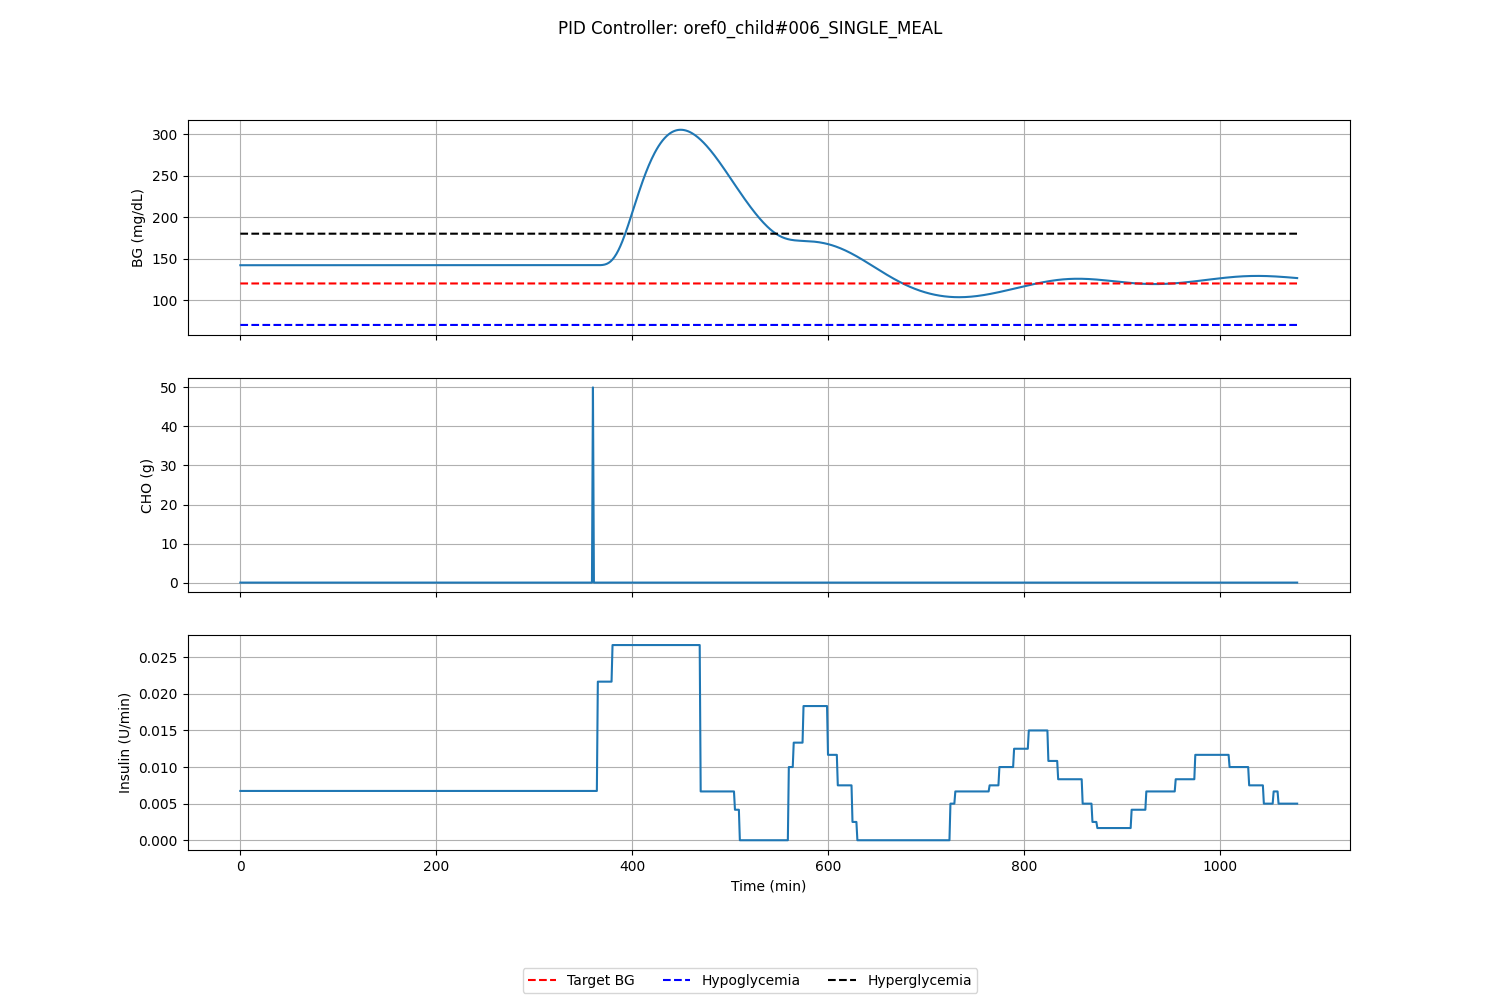 PID Controller: oref0_child#006_SINGLE_MEAL
300
250
200
150
100
BG (mg/dL)
50
40
30
20
10
0
CHO (g)
0.025
0.020
0.015
0.010
0.005
0.000
Insulin (U/min)
0 200 400 600 800 1000
Time (min)
Target BG Hypoglycemia Hyperglycemia